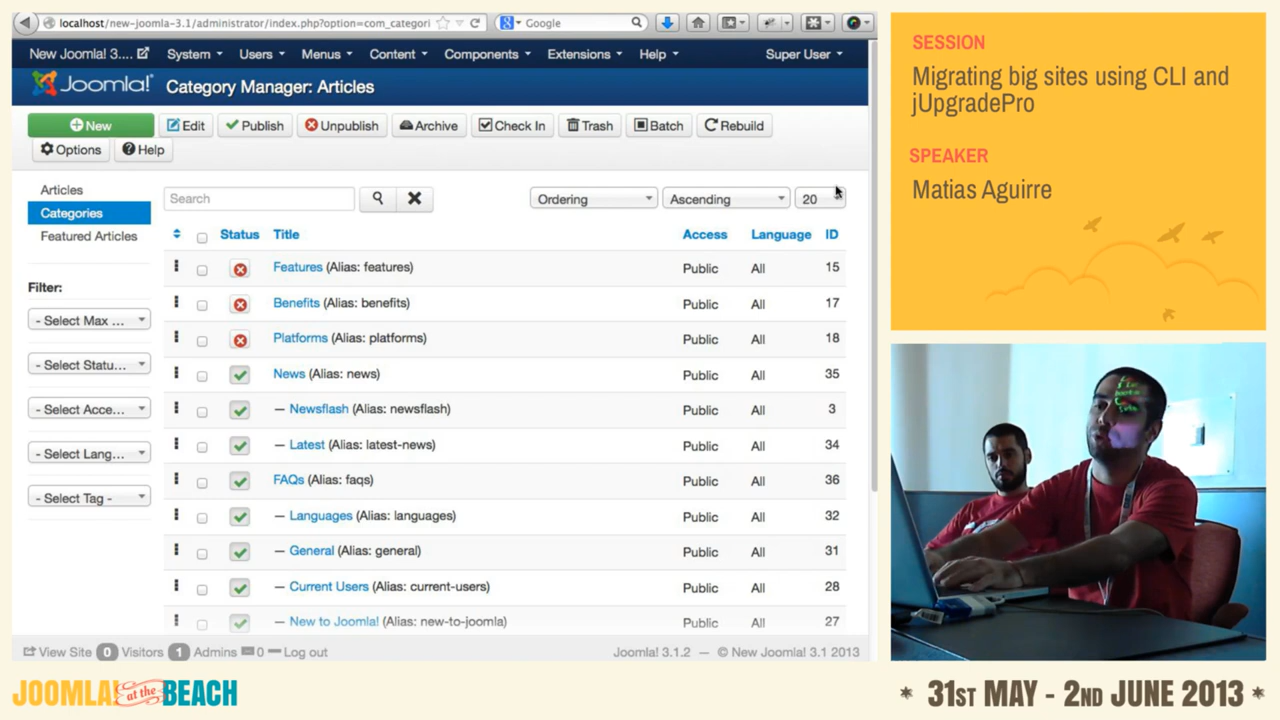 localhost/new-joomla-3.1/administrator/index.php?option=com_categori
Google
New Joomla! 3.... System Users Menus Content Components Extensions Help Super User
Joomla! Category Manager: Articles
New Edit Publish Unpublish Archive Check In Trash Batch Rebuild
Options Help
Articles
Categories
Featured Articles
Filter:
- Select Max ...
- Select Statu...
- Select Acce...
- Select Lang...
- Select Tag -
Search Ordering Ascending 20
Status Title Access Language ID
Features (Alias: features) Public All 15
Benefits (Alias: benefits) Public All 17
Platforms (Alias: platforms) Public All 18
News (Alias: news) Public All 35
— Newsflash (Alias: newsflash) Public All 3
— Latest (Alias: latest-news) Public All 34
FAQs (Alias: faqs) Public All 36
— Languages (Alias: languages) Public All 32
— General (Alias: general) Public All 31
— Current Users (Alias: current-users) Public All 28
— New to Joomla! (Alias: new-to-joomla) Public All 27
View Site 0 Visitors 1 Admins 0 Log out Joomla! 3.1.2 — © New Joomla! 3.1 2013
SESSION
Migrating big sites using CLI and
jUpgradePro
SPEAKER
Matias Aguirre
JOOMLA! at the BEACH
* 31ST MAY - 2ND JUNE 2013 *